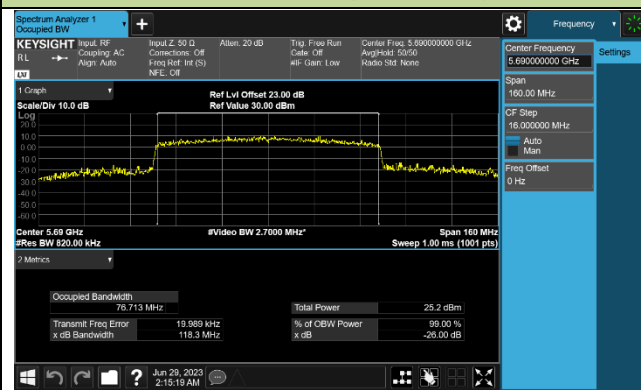 Spectrum Analyzer 1
Occupied BW
Frequency
KEYSIGHT Input: RF
RL
Coupling: AC
Align: Auto
Input Z: 50 Ω
Corrections: Off
Freq Ref: Int (S)
NFE: Off
Atten: 20 dB
Trig: Free Run
Gate: Off
#IF Gain: Low
Center Freq: 5.690000000 GHz
Avg|Hold: 50/50
Radio Std: None
LXI
Center Frequency
5.690000000 GHz
Settings
Span
160.00 MHz
CF Step
16.000000 MHz
Auto
Man
Freq Offset
0 Hz
1 Graph
Scale/Div 10.0 dB
Ref Lvl Offset 23.00 dB
Ref Value 30.00 dBm
Log
20.0
10.0
0.00
-10.0
-20.0
-30.0
-40.0
-50.0
-60.0
Center 5.69 GHz
#Res BW 820.00 kHz
#Video BW 2.7000 MHz*
Span 160 MHz
Sweep 1.00 ms (1001 pts)
2 Metrics
Occupied Bandwidth
76.713 MHz
Total Power 25.2 dBm
Transmit Freq Error 19.989 kHz
% of OBW Power 99.00 %
x dB Bandwidth 118.3 MHz
x dB -26.00 dB
?
Jun 29, 2023
2:15:19 AM